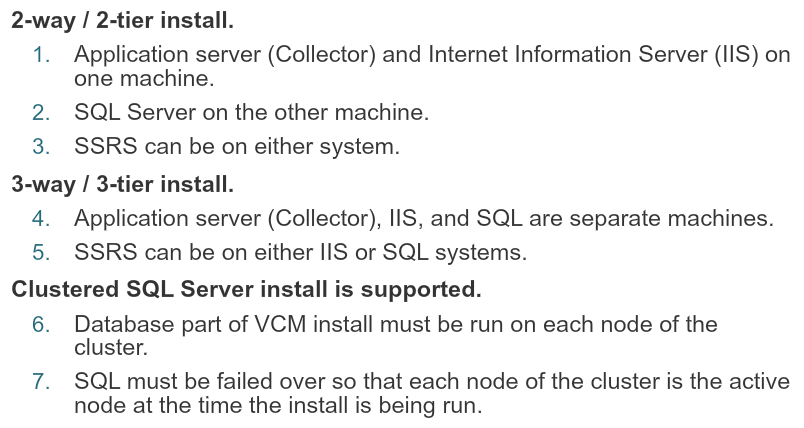 2-way / 2-tier install.
1. Application server (Collector) and Internet Information Server (IIS) on
one machine.
2. SQL Server on the other machine.
3. SSRS can be on either system.
3-way / 3-tier install.
4. Application server (Collector), IIS, and SQL are separate machines.
5. SSRS can be on either IIS or SQL systems.
Clustered SQL Server install is supported.
6. Database part of VCM install must be run on each node of the
cluster.
7. SQL must be failed over so that each node of the cluster is the active
node at the time the install is being run.